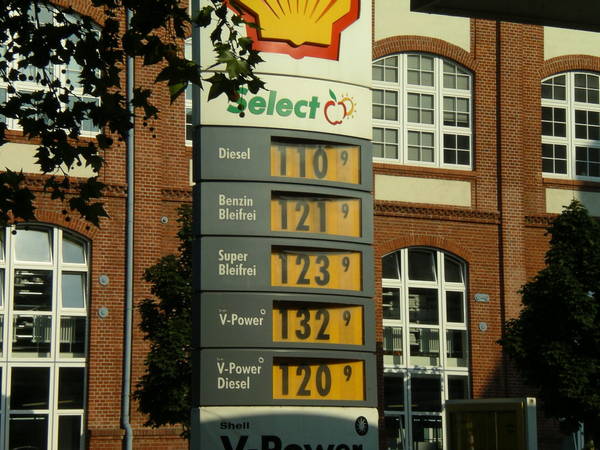 Select
Diesel 110 9
Benzin
Bleifrei 121 9
Super
Bleifrei 123 9
V-Power 132 9
V-Power
Diesel 120 9
Shell
V-Power